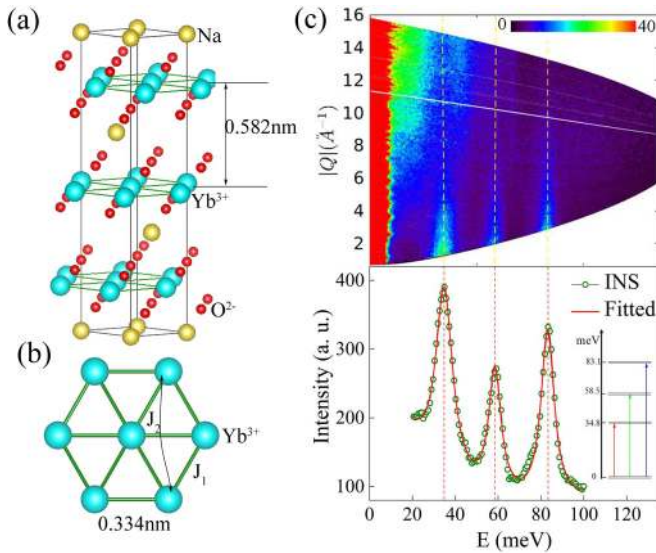 (a)
Na
0.582nm
Yb³⁺
O²⁻
(b)
J₂
Yb³⁺
J₁
0.334nm
(c)
0
40
16
14
12
10
8
6
4
2
|Q|(Å⁻¹)
400
300
200
100
Intensity (a. u.)
INS
Fitted
meV
83.1
58.5
34.8
0
0
20
40
60
80
100
120
E (meV)